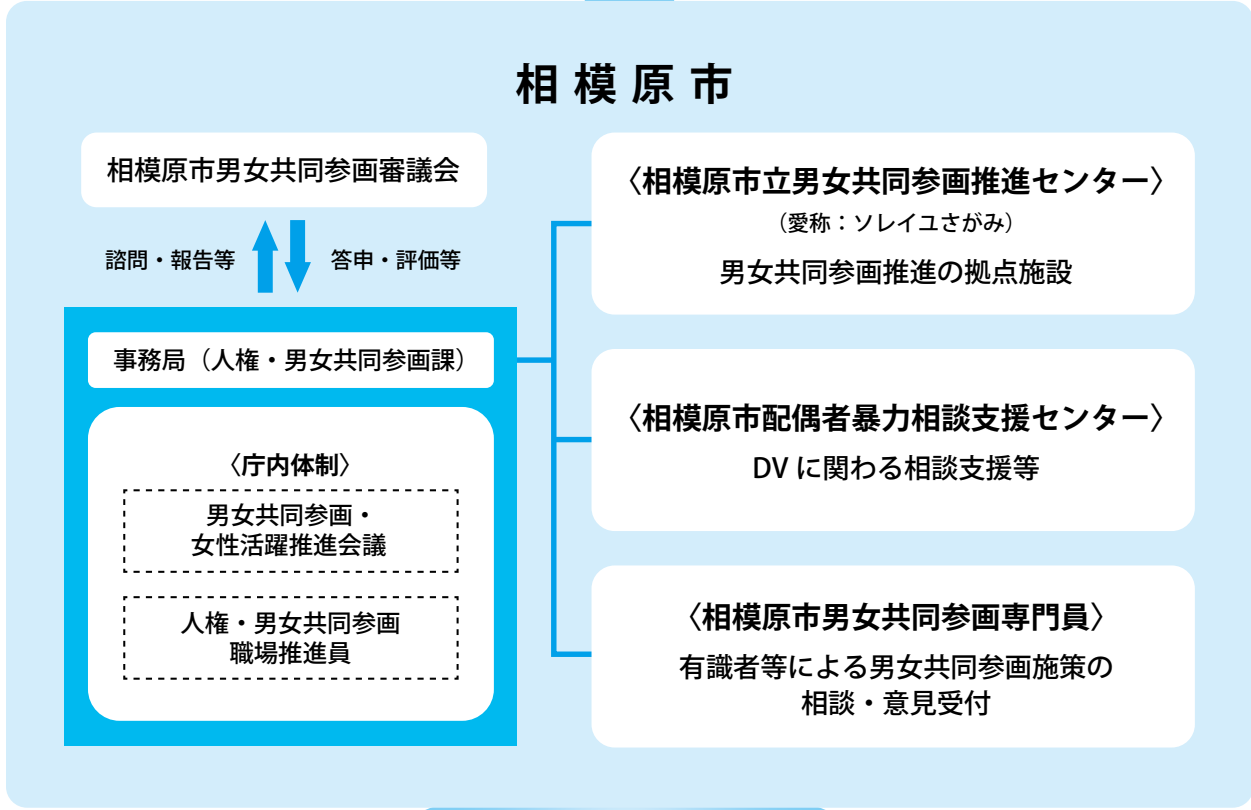 相模原市
相模原市男女共同参画審議会
諮問・報告等
答申・評価等
事務局（人権・男女共同参画課）
〈庁内体制〉
男女共同参画・
女性活躍推進会議
人権・男女共同参画
職場推進員
〈相模原市立男女共同参画推進センター〉
（愛称：ソレイユさがみ）
男女共同参画推進の拠点施設
〈相模原市配偶者暴力相談支援センター〉
DVに関わる相談支援等
〈相模原市男女共同参画専門員〉
有識者等による男女共同参画施策の
相談・意見受付